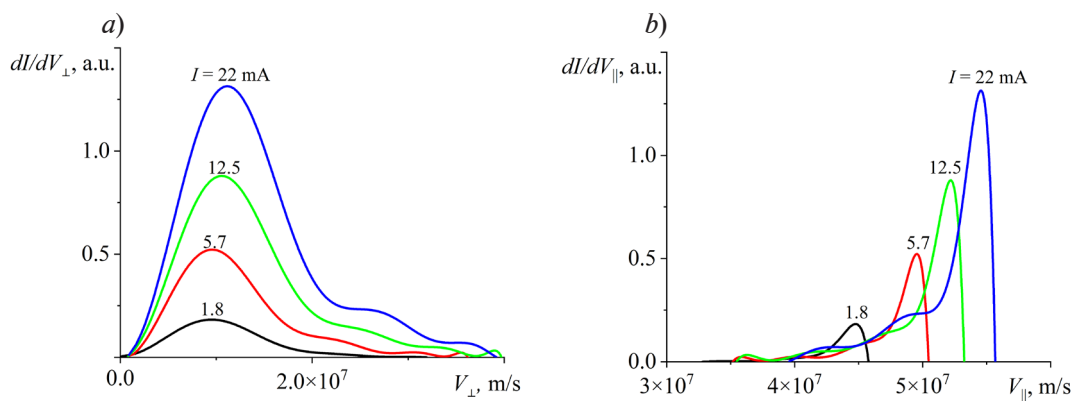 a)
dI/dV⊥, a.u.
I = 22 mA
1.0
12.5
0.5
5.7
1.8
0.0
2.0×10⁷
V⊥, m/s
b)
dI/dV∥, a.u.
I = 22 mA
1.0
12.5
0.5
5.7
1.8
0.0
3×10⁷
4×10⁷
5×10⁷
V∥, m/s